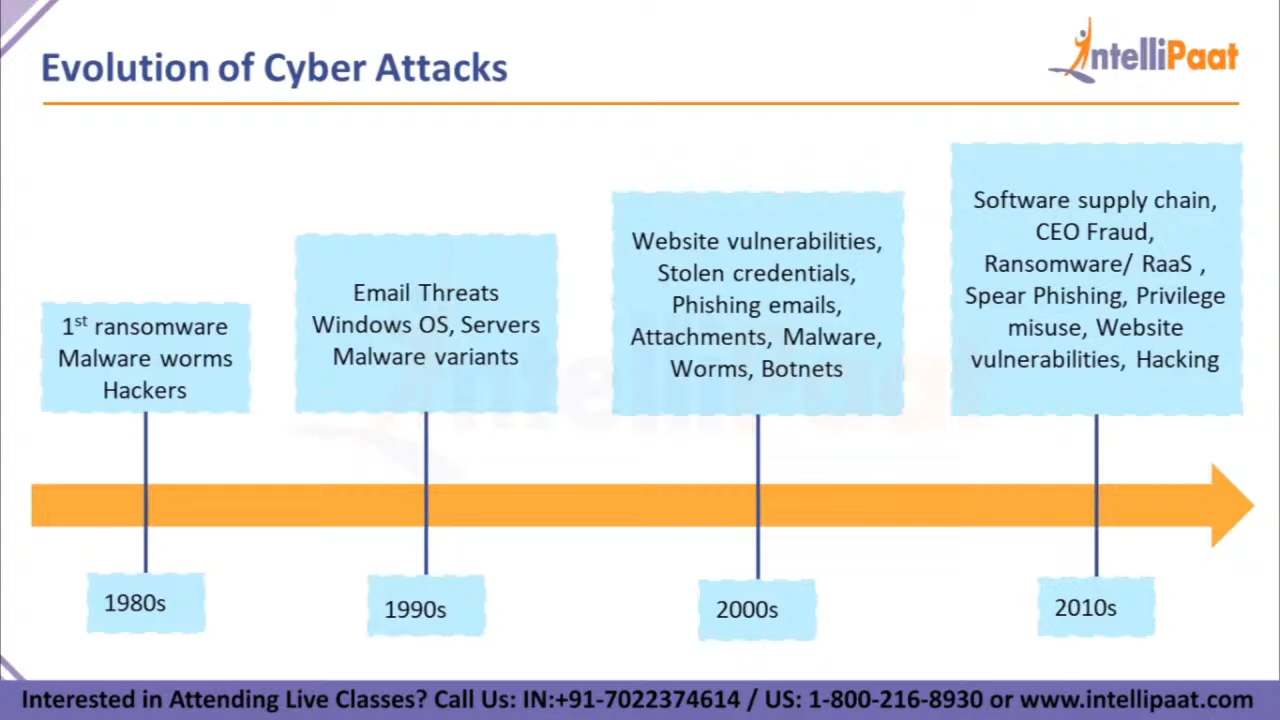 Evolution of Cyber Attacks
IntelliPaat
1st ransomware
Malware worms
Hackers
Email Threats
Windows OS, Servers
Malware variants
Website vulnerabilities,
Stolen credentials,
Phishing emails,
Attachments, Malware,
Worms, Botnets
Software supply chain,
CEO Fraud,
Ransomware/ RaaS ,
Spear Phishing, Privilege
misuse, Website
vulnerabilities, Hacking
IntelliPaat
1980s
1990s
2000s
2010s
Interested in Attending Live Classes? Call Us: IN:+91-7022374614 / US: 1-800-216-8930 or www.intellipaat.com